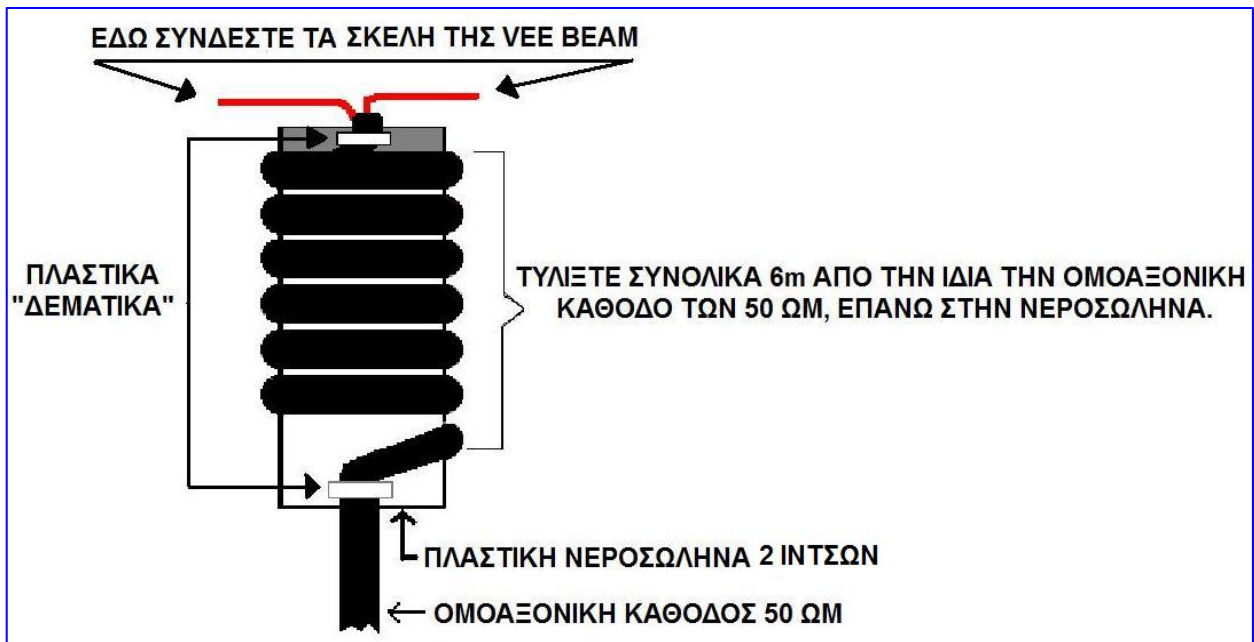 ΕΔΩ ΣΥΝΔΕΣΤΕ ΤΑ ΣΚΕΛΗ ΤΗΣ VEE BEAM
ΠΛΑΣΤΙΚΑ
"ΔΕΜΑΤΙΚΑ"
ΤΥΛΙΞΤΕ ΣΥΝΟΛΙΚΑ 6m ΑΠΟ ΤΗΝ ΙΔΙΑ ΤΗΝ ΟΜΟΑΞΟΝΙΚΗ
ΚΑΘΟΔΟ ΤΩΝ 50 ΩΜ, ΕΠΑΝΩ ΣΤΗΝ ΝΕΡΟΣΩΛΗΝΑ.
ΠΛΑΣΤΙΚΗ ΝΕΡΟΣΩΛΗΝΑ 2 ΙΝΤΣΩΝ
ΟΜΟΑΞΟΝΙΚΗ ΚΑΘΟΔΟΣ 50 ΩΜ